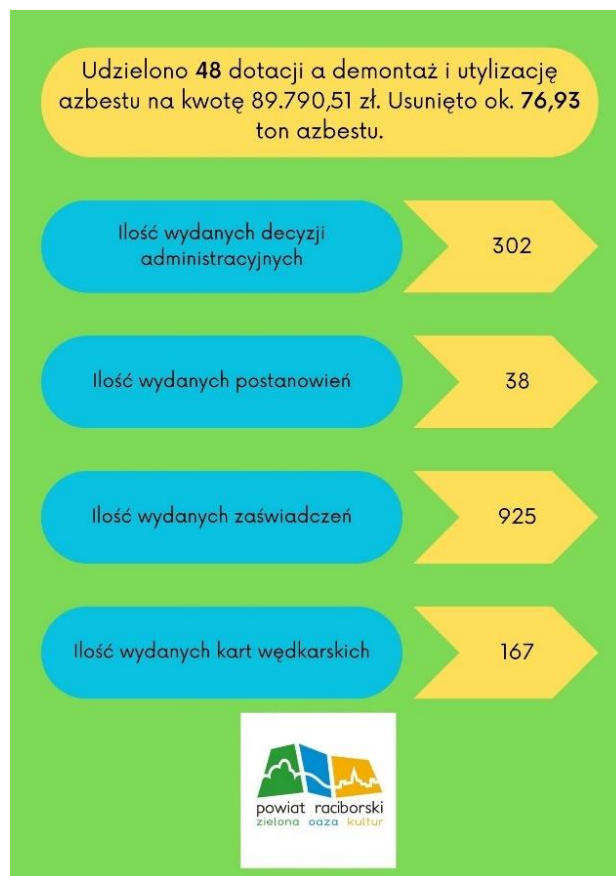 Udzielono 48 dotacji a demontaż i utylizację
azbestu na kwotę 89.790,51 zł. Usunięto ok. 76,93
ton azbestu.
Ilość wydanych decyzji
administracyjnych
302
Ilość wydanych postanowień
38
Ilość wydanych zaświadczeń
925
Ilość wydanych kart wędkarskich
167
powiat raciborski
zielona oaza kultur